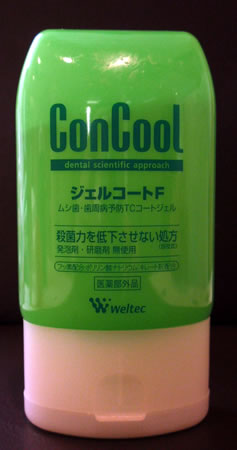 ConCool
dental scientific approach
ジェルコートF
ムシ歯・歯周病予防TCコートジェル
殺菌力を低下させない処方
発泡剤・研磨剤 無使用
医薬部外品
Weltec